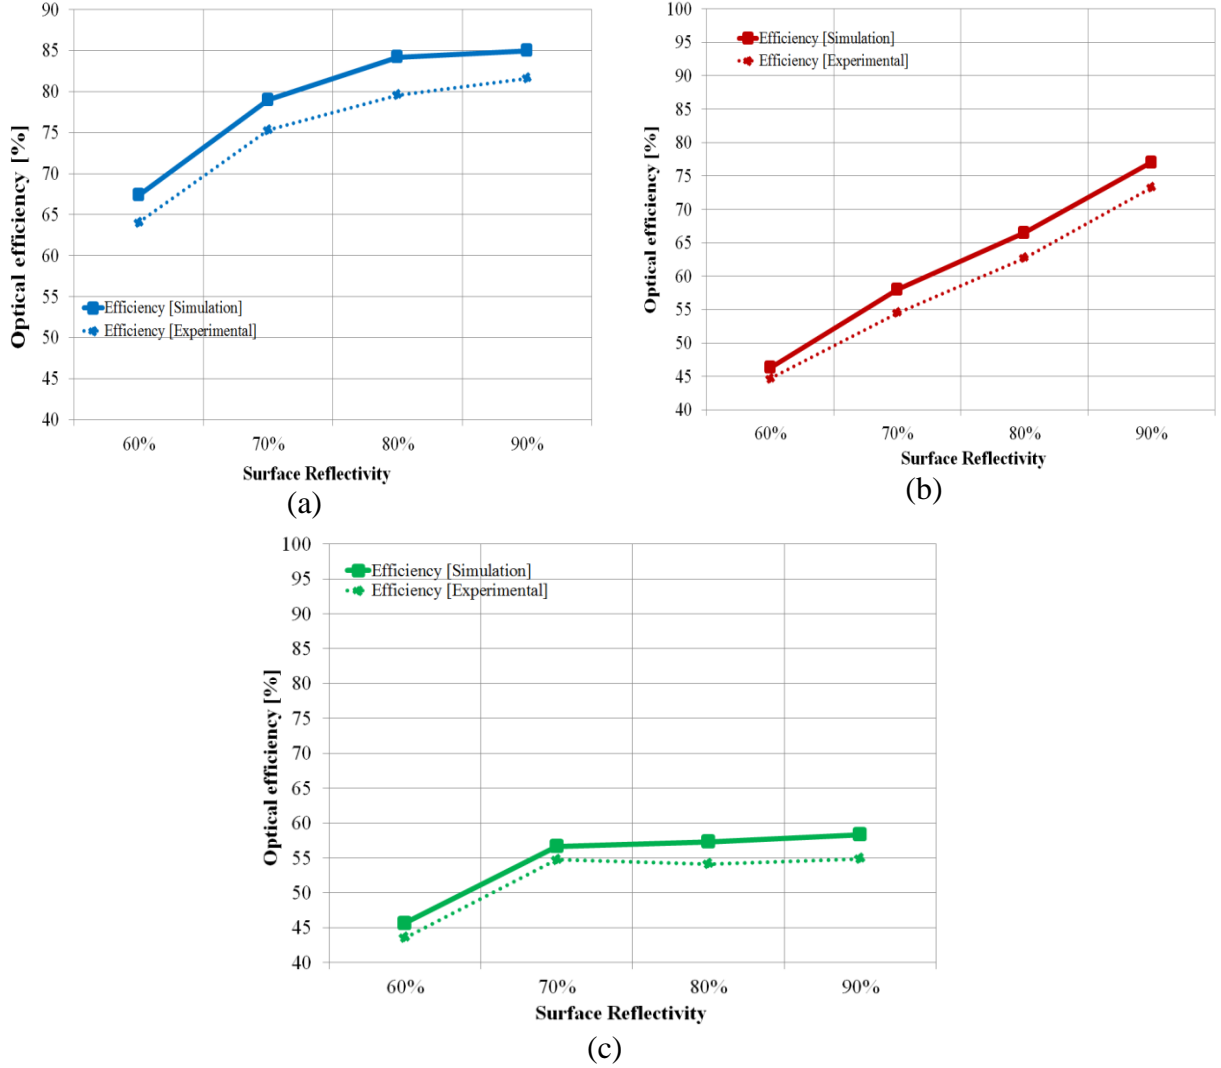 90
85
80
75
70
65
60
55
50
45
40
Optical efficiency [%]
Efficiency [Simulation]
Efficiency [Experimental]
60% 70% 80% 90%
Surface Reflectivity
(a)
100
95
90
85
80
75
70
65
60
55
50
45
40
Optical efficiency [%]
Efficiency [Simulation]
Efficiency [Experimental]
60% 70% 80% 90%
Surface Reflectivity
(b)
100
95
90
85
80
75
70
65
60
55
50
45
40
Optical efficiency [%]
Efficiency [Simulation]
Efficiency [Experimental]
60% 70% 80% 90%
Surface Reflectivity
(c)